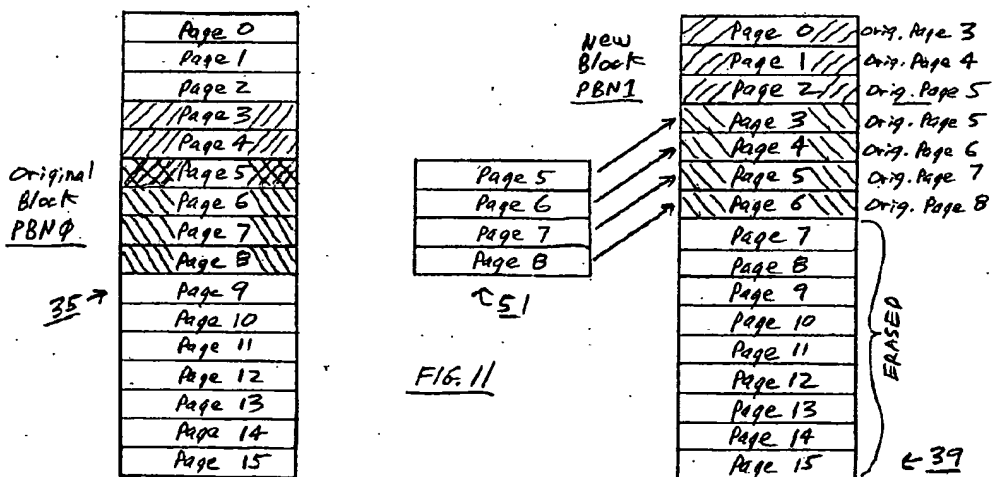 Page 0
Page 1
Page 2
Page 3
Page 4
Page 5
Page 6
Page 7
Page 8
Page 9
Page 10
Page 11
Page 12
Page 13
Page 14
Page 15
Original
Block
PBNØ
35
Page 5
Page 6
Page 7
Page 8
51
FIG. 11
New
Block
PBN1
Page 0 Orig. Page 3
Page 1 Orig. Page 4
Page 2 Orig. Page 5
Page 3 Orig. Page 5
Page 4 Orig. Page 6
Page 5 Orig. Page 7
Page 6 Orig. Page 8
Page 7
Page 8
Page 9
Page 10
Page 11
Page 12
Page 13
Page 14
Page 15
ERASED
39